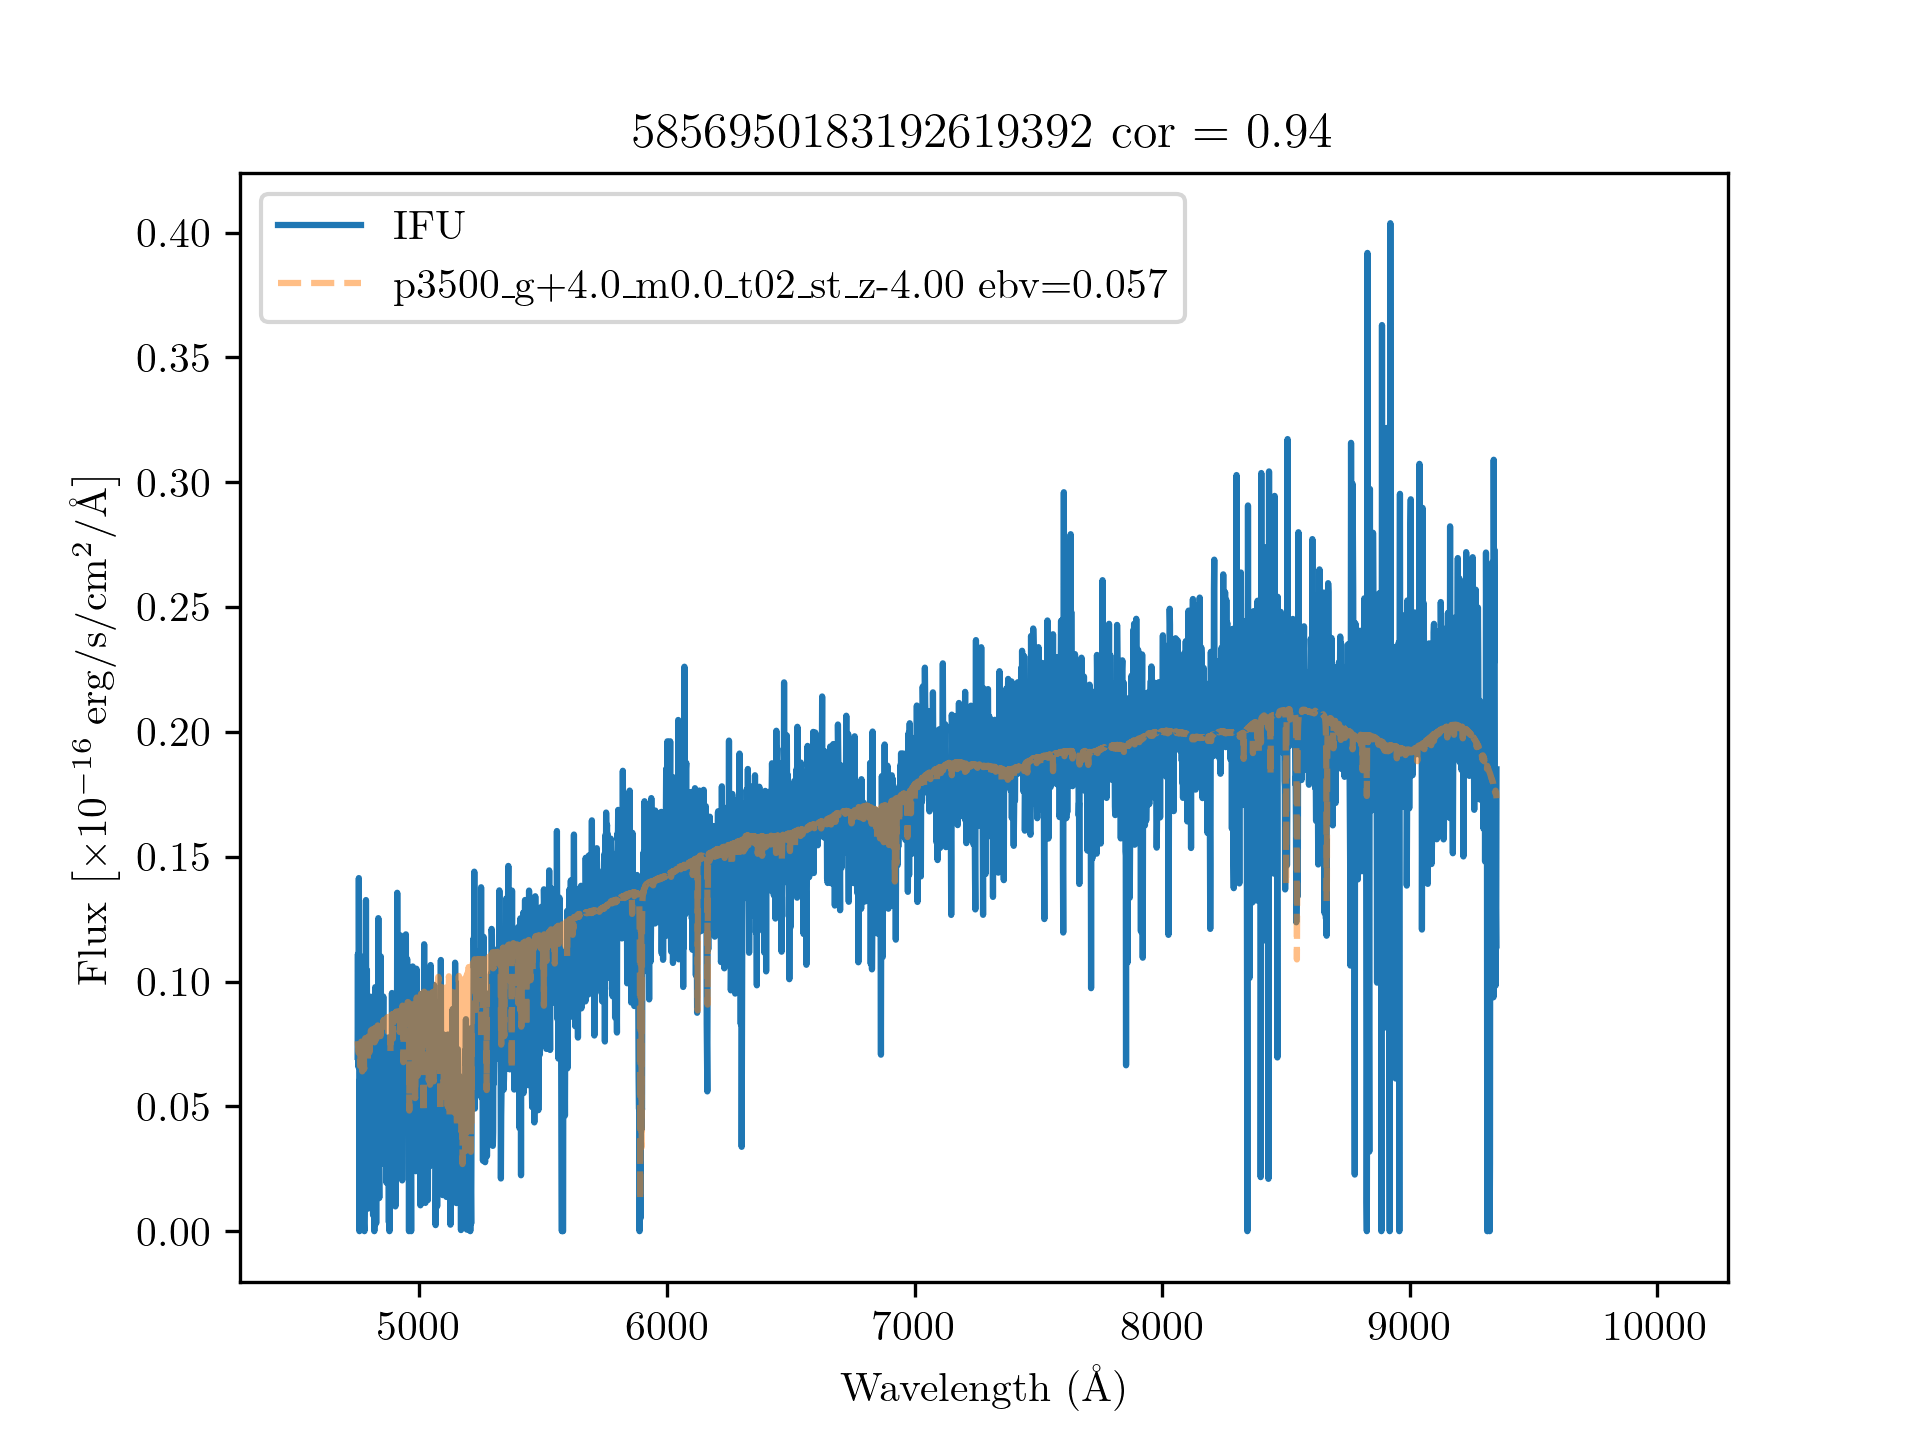 5856950183192619392 cor = 0.94
IFU
p3500_g+4.0_m0.0_t02_st_z-4.00 ebv=0.057
Flux [×10⁻¹⁶ erg/s/cm²/Å]
0.40
0.35
0.30
0.25
0.20
0.15
0.10
0.05
0.00
5000 6000 7000 8000 9000 10000
Wavelength (Å)